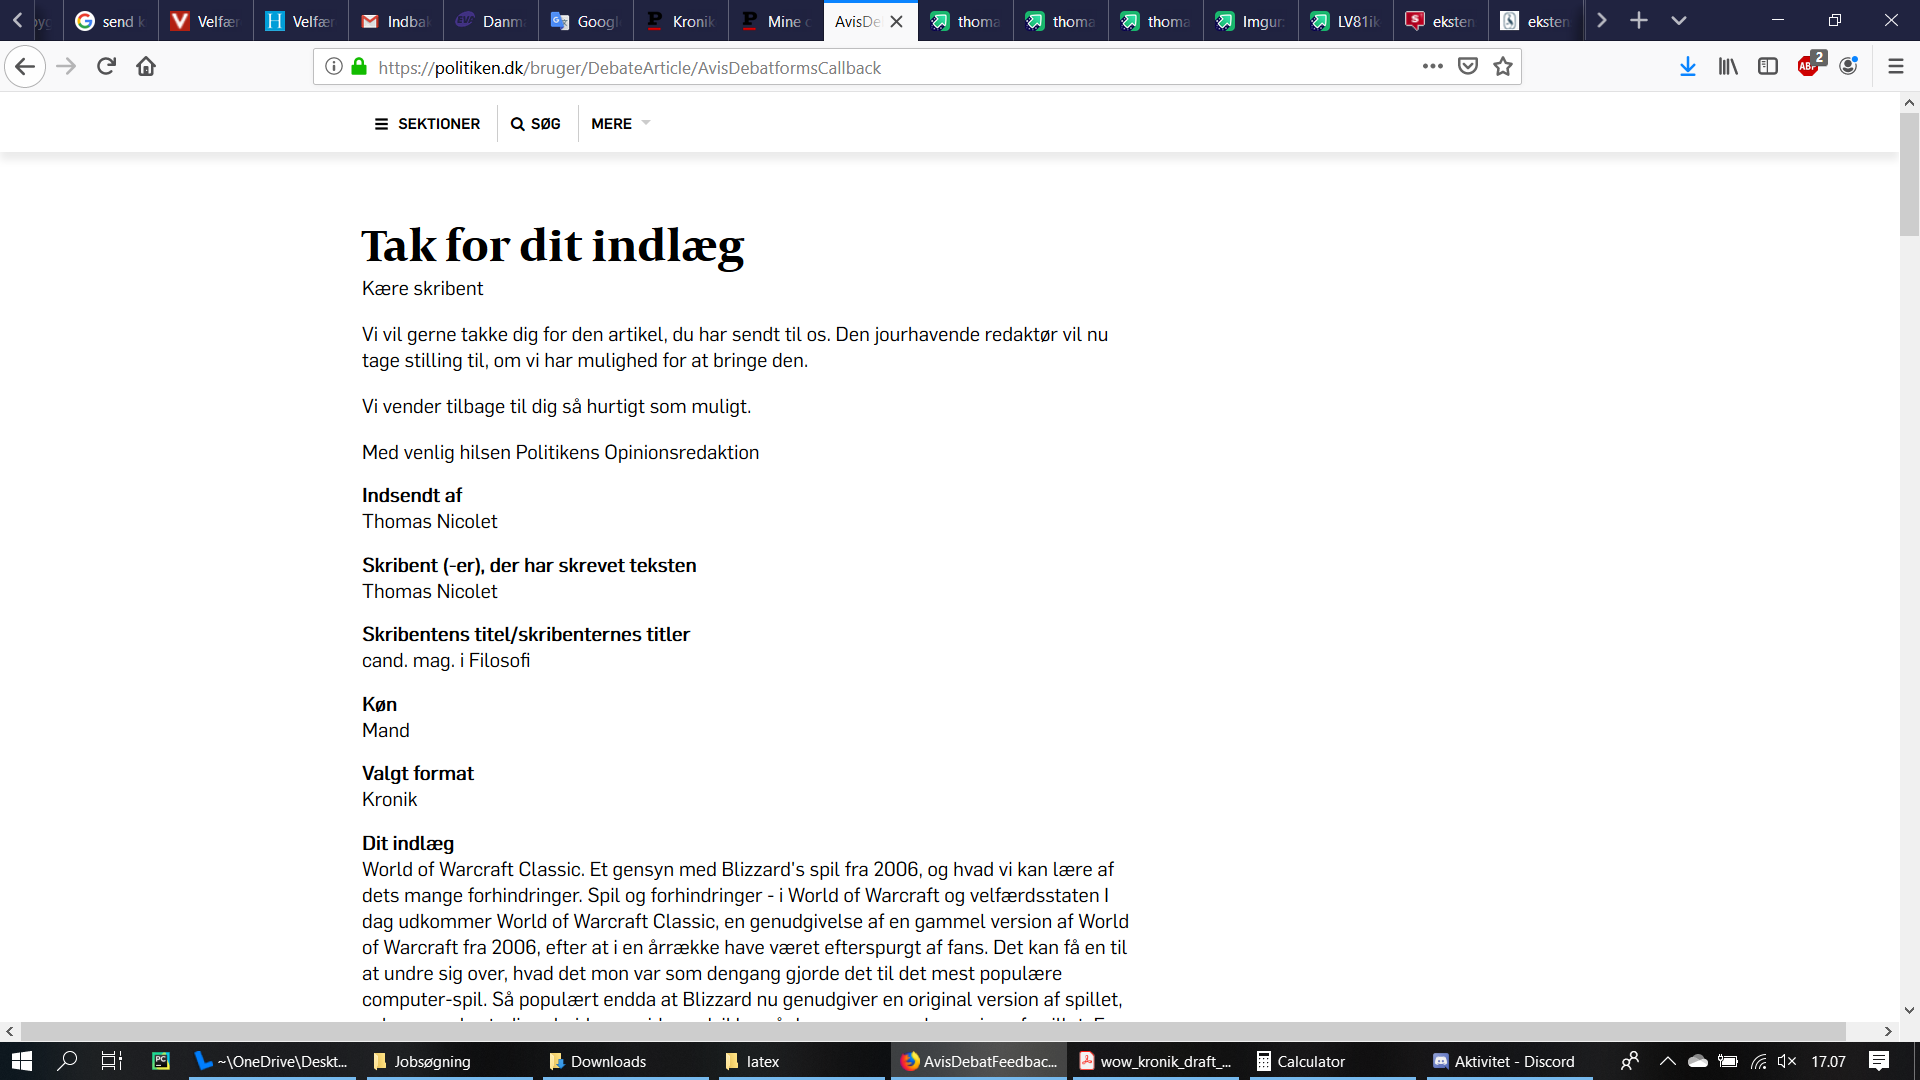 send k
Velfær
Velfær
Indbak
Danm
Google
Kronik
Mine o
AvisDe
thoma
thoma
thoma
Imgur
LV81ik
eksten
eksten
https://politiken.dk/bruger/DebateArticle/AvisDebatformsCallback
ABP
2
SEKTIONER
SØG
MERE
Tak for dit indlæg
Kære skribent
Vi vil gerne takke dig for den artikel, du har sendt til os. Den jourhavende redaktør vil nu
tage stilling til, om vi har mulighed for at bringe den.
Vi vender tilbage til dig så hurtigt som muligt.
Med venlig hilsen Politikens Opinionsredaktion
Indsendt af
Thomas Nicolet
Skribent (-er), der har skrevet teksten
Thomas Nicolet
Skribentens titel/skribenternes titler
cand. mag. i Filosofi
Køn
Mand
Valgt format
Kronik
Dit indlæg
World of Warcraft Classic. Et gensyn med Blizzard's spil fra 2006, og hvad vi kan lære af
dets mange forhindringer. Spil og forhindringer - i World of Warcraft og velfærdsstaten I
dag udkommer World of Warcraft Classic, en genudgivelse af en gammel version af World
of Warcraft fra 2006, efter at i en årrække have været efterspurgt af fans. Det kan få en til
at undre sig over, hvad det mon var som dengang gjorde det til det mest populære
computer-spil. Så populært endda at Blizzard nu genudgiver en original version af spillet,
~\OneDrive\Deskt...
Jobsøgning
Downloads
latex
AvisDebatFeedbac...
wow_kronik_draft_...
Calculator
Aktivitet - Discord
17.07